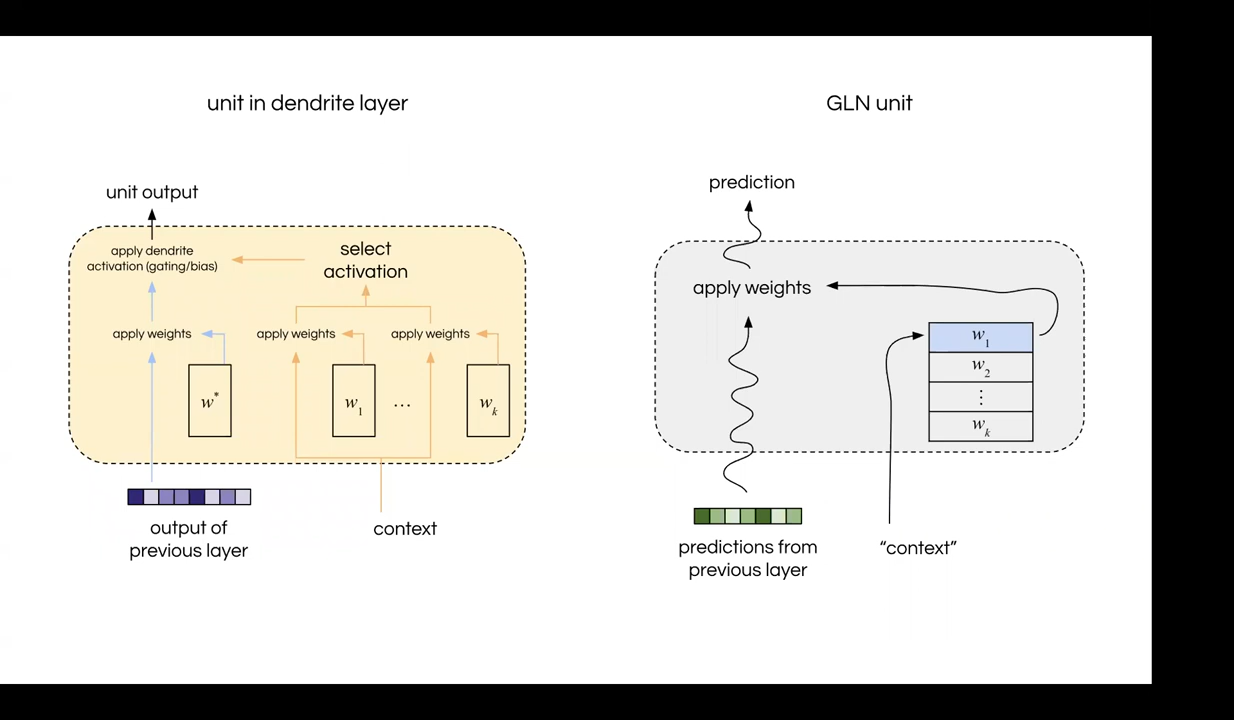 unit in dendrite layer
unit output
apply dendrite
activation (gating/bias)
select
activation
apply weights
apply weights
apply weights
w*
w1
...
wk
output of
previous layer
context
GLN unit
prediction
apply weights
w1
w2
⋮
wk
predictions from
previous layer
“context”